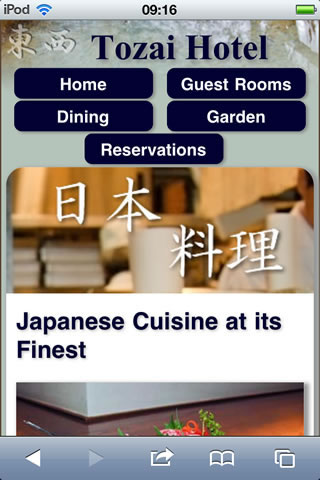 iPod 09:16
東西 Tozai Hotel
Home Guest Rooms
Dining Garden
Reservations
日本
料理
Japanese Cuisine at its
Finest